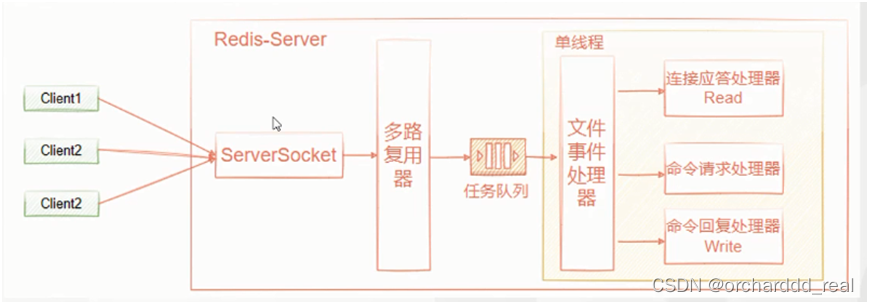 Redis-Server
单线程
Client1
Client2
Client2
ServerSocket
多路
复用
器
任务队列
文件
事件
处理
器
连接应答处理器
Read
命令请求处理器
命令回复处理器
Write
CSDN @orcharddd_real